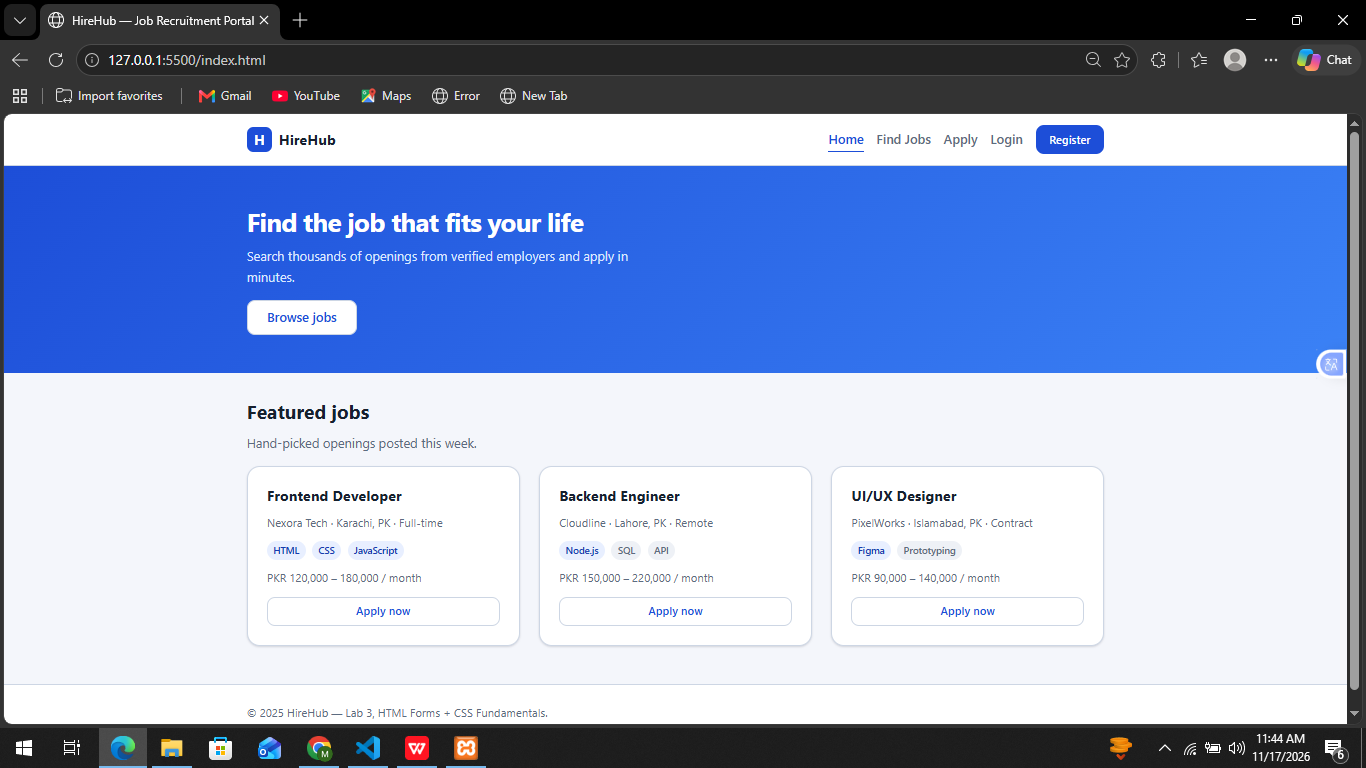 HireHub — Job Recruitment Portal
127.0.0.1:5500/index.html
Chat
Import favorites
Gmail
YouTube
Maps
Error
New Tab
H HireHub
Home Find Jobs Apply Login Register
Find the job that fits your life
Search thousands of openings from verified employers and apply in
minutes.
Browse jobs
Featured jobs
Hand-picked openings posted this week.
Frontend Developer
Nexora Tech · Karachi, PK · Full-time
HTML CSS JavaScript
PKR 120,000 – 180,000 / month
Apply now
Backend Engineer
Cloudline · Lahore, PK · Remote
Node.js SQL API
PKR 150,000 – 220,000 / month
Apply now
UI/UX Designer
PixelWorks · Islamabad, PK · Contract
Figma Prototyping
PKR 90,000 – 140,000 / month
Apply now
© 2025 HireHub — Lab 3, HTML Forms + CSS Fundamentals.
M
W
11:44 AM
11/17/2026
6